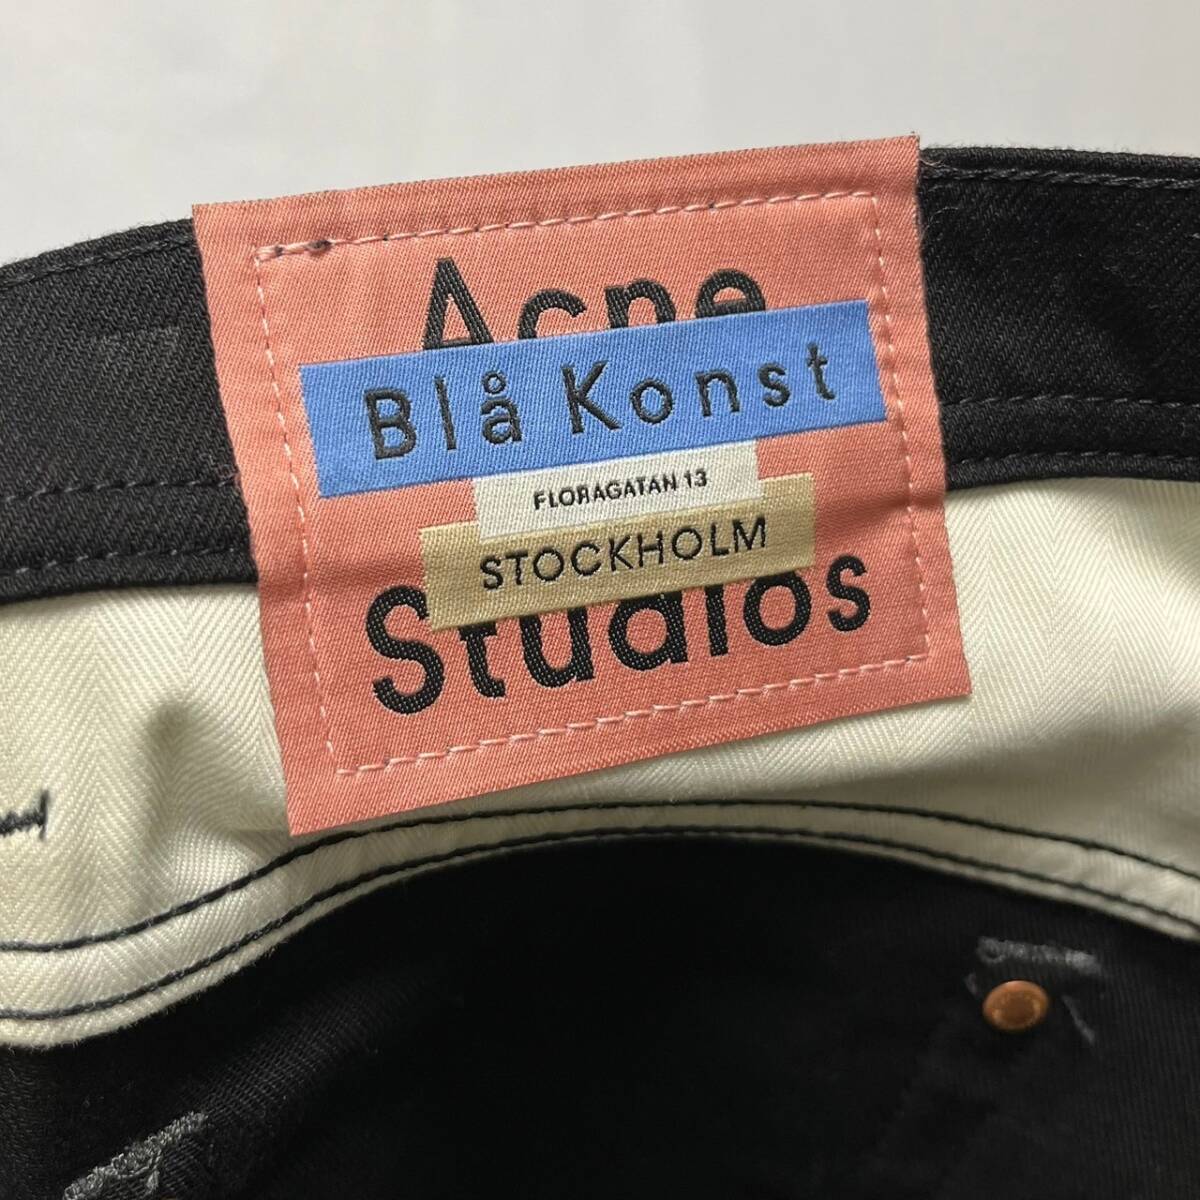 Acne
Blå Konst
FLORAGATAN 13
STOCKHOLM
Studios